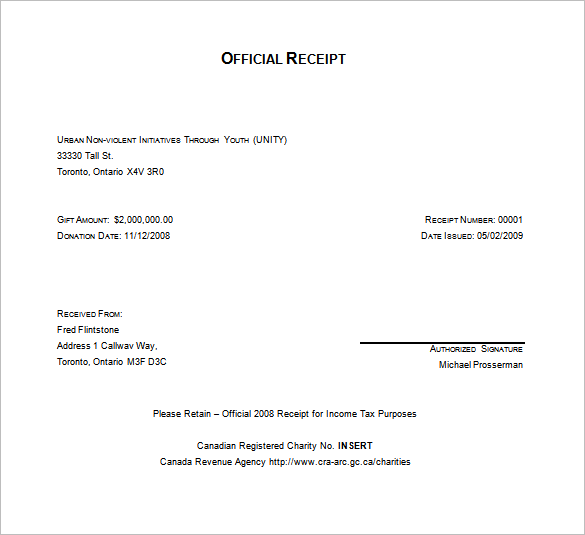 OFFICIAL RECEIPT
URBAN NON-VIOLENT INITIATIVES THROUGH YOUTH (UNITY)
33330 Tall St.
Toronto, Ontario X4V 3R0
GIFT AMOUNT: $2,000,000.00
RECEIPT NUMBER: 00001
DONATION DATE: 11/12/2008
DATE ISSUED: 05/02/2009
RECEIVED FROM:
Fred Flintstone
Address 1 Callwav Way,
Toronto, Ontario M3F D3C
AUTHORIZED SIGNATURE
Michael Prosserman
Please Retain – Official 2008 Receipt for Income Tax Purposes
Canadian Registered Charity No. INSERT
Canada Revenue Agency http://www.cra-arc.gc.ca/charities